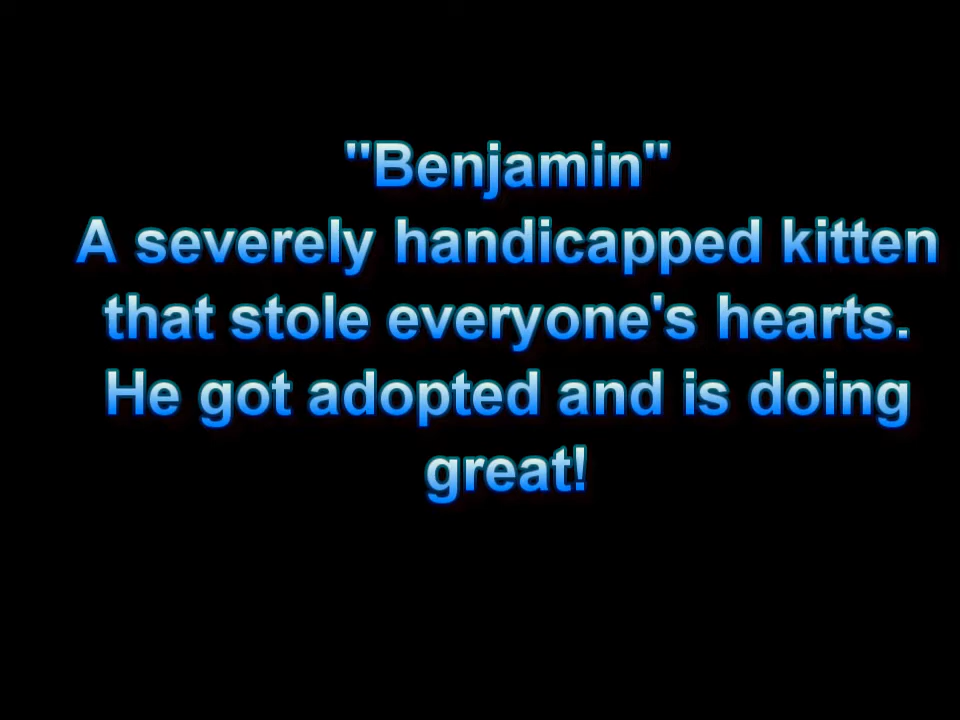 "Benjamin"
A severely handicapped kitten
that stole everyone's hearts.
He got adopted and is doing
great!